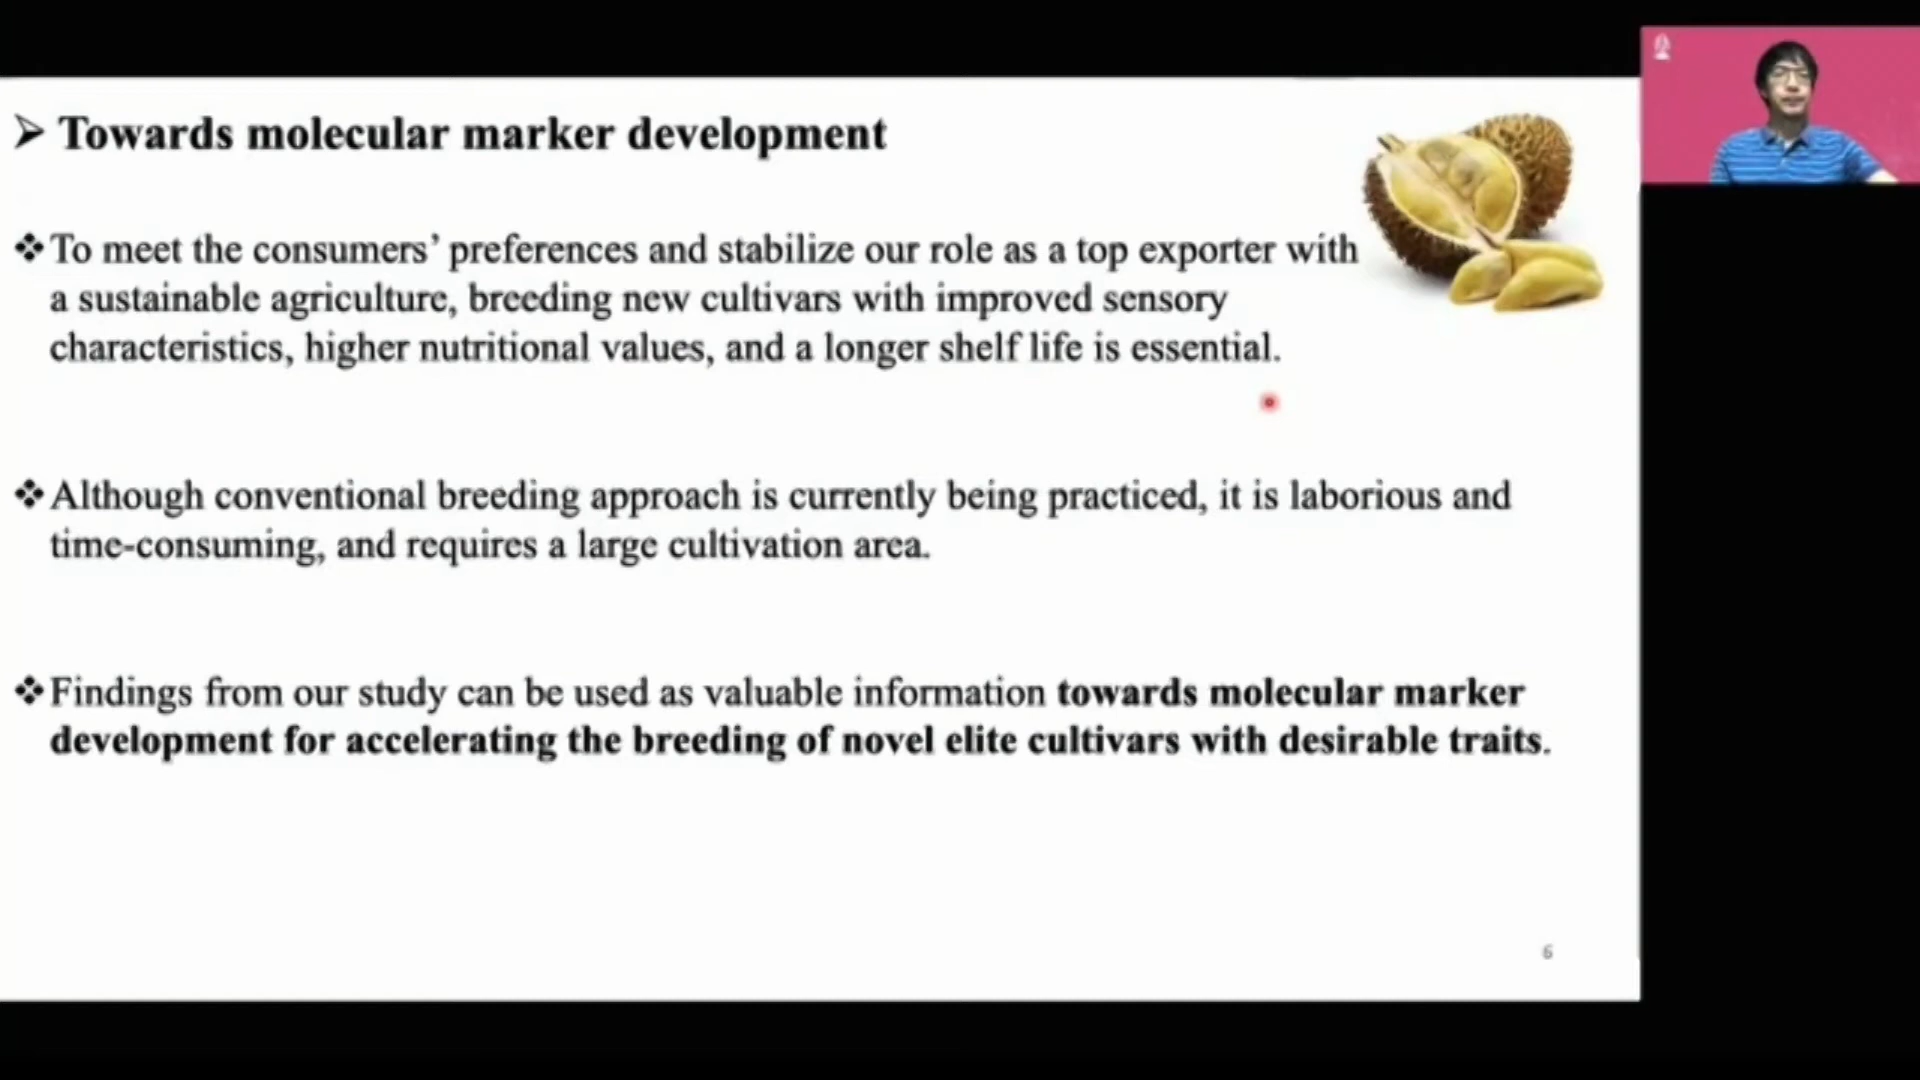 ➢ Towards molecular marker development
❖ To meet the consumers’ preferences and stabilize our role as a top exporter with
a sustainable agriculture, breeding new cultivars with improved sensory
characteristics, higher nutritional values, and a longer shelf life is essential.
❖ Although conventional breeding approach is currently being practiced, it is laborious and
time-consuming, and requires a large cultivation area.
❖ Findings from our study can be used as valuable information towards molecular marker
development for accelerating the breeding of novel elite cultivars with desirable traits.
6